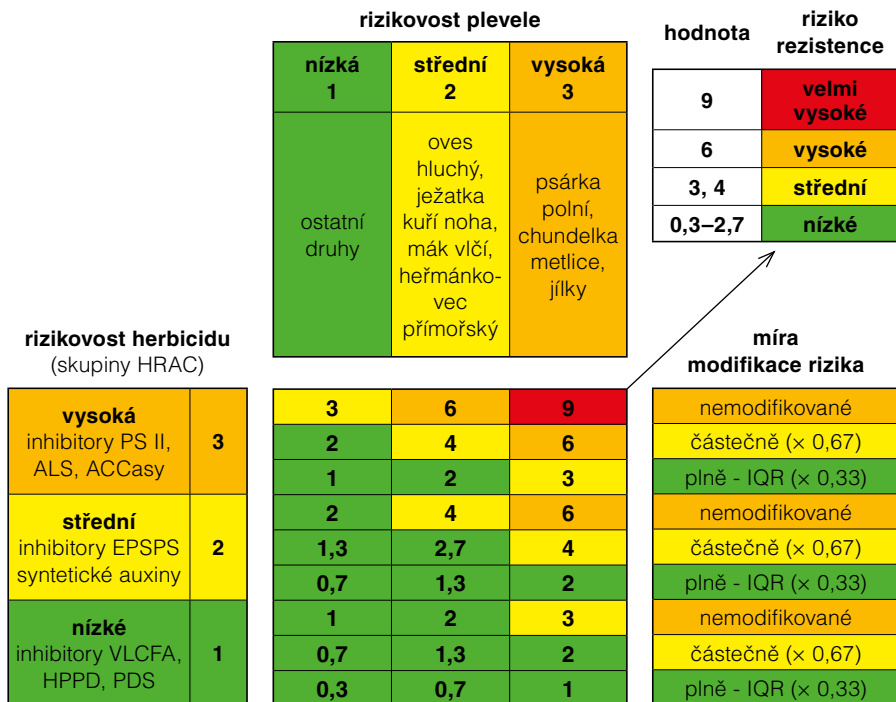 rizikovost plevele
nízká
1
střední
2
vysoká
3
ostatní
druhy
oves
hluchý,
ježatka
kuří noha,
mák vlčí,
heřmánko-
vec
přímořský
psárka
polní,
chundelka
metlice,
jílky
hodnota
riziko
rezistence
9
velmi
vysoké
6
vysoké
3, 4
střední
0,3–2,7
nízké
rizikovost herbicidu
(skupiny HRAC)
míra
modifikace rizika
vysoká
inhibitory PS II,
ALS, ACCasy
3
3 6 9 nemodifikované
2 4 6 částečně (× 0,67)
1 2 3 plně - IQR (× 0,33)
střední
inhibitory EPSPS
syntetické auxiny
2
2 4 6 nemodifikované
1,3 2,7 4 částečně (× 0,67)
0,7 1,3 2 plně - IQR (× 0,33)
nízké
inhibitory VLCFA,
HPPD, PDS
1
1 2 3 nemodifikované
0,7 1,3 2 částečně (× 0,67)
0,3 0,7 1 plně - IQR (× 0,33)